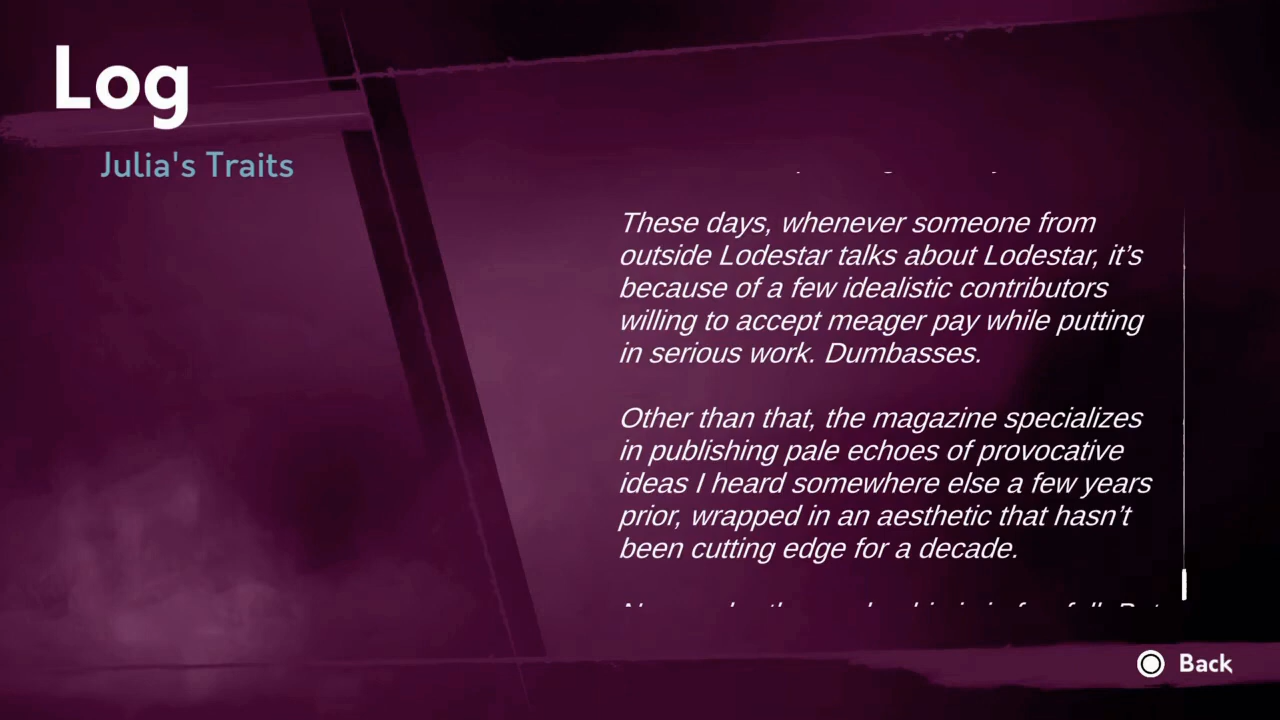 Log
Julia's Traits
These days, whenever someone from
outside Lodestar talks about Lodestar, it’s
because of a few idealistic contributors
willing to accept meager pay while putting
in serious work. Dumbasses.
Other than that, the magazine specializes
in publishing pale echoes of provocative
ideas I heard somewhere else a few years
prior, wrapped in an aesthetic that hasn’t
been cutting edge for a decade.
Back